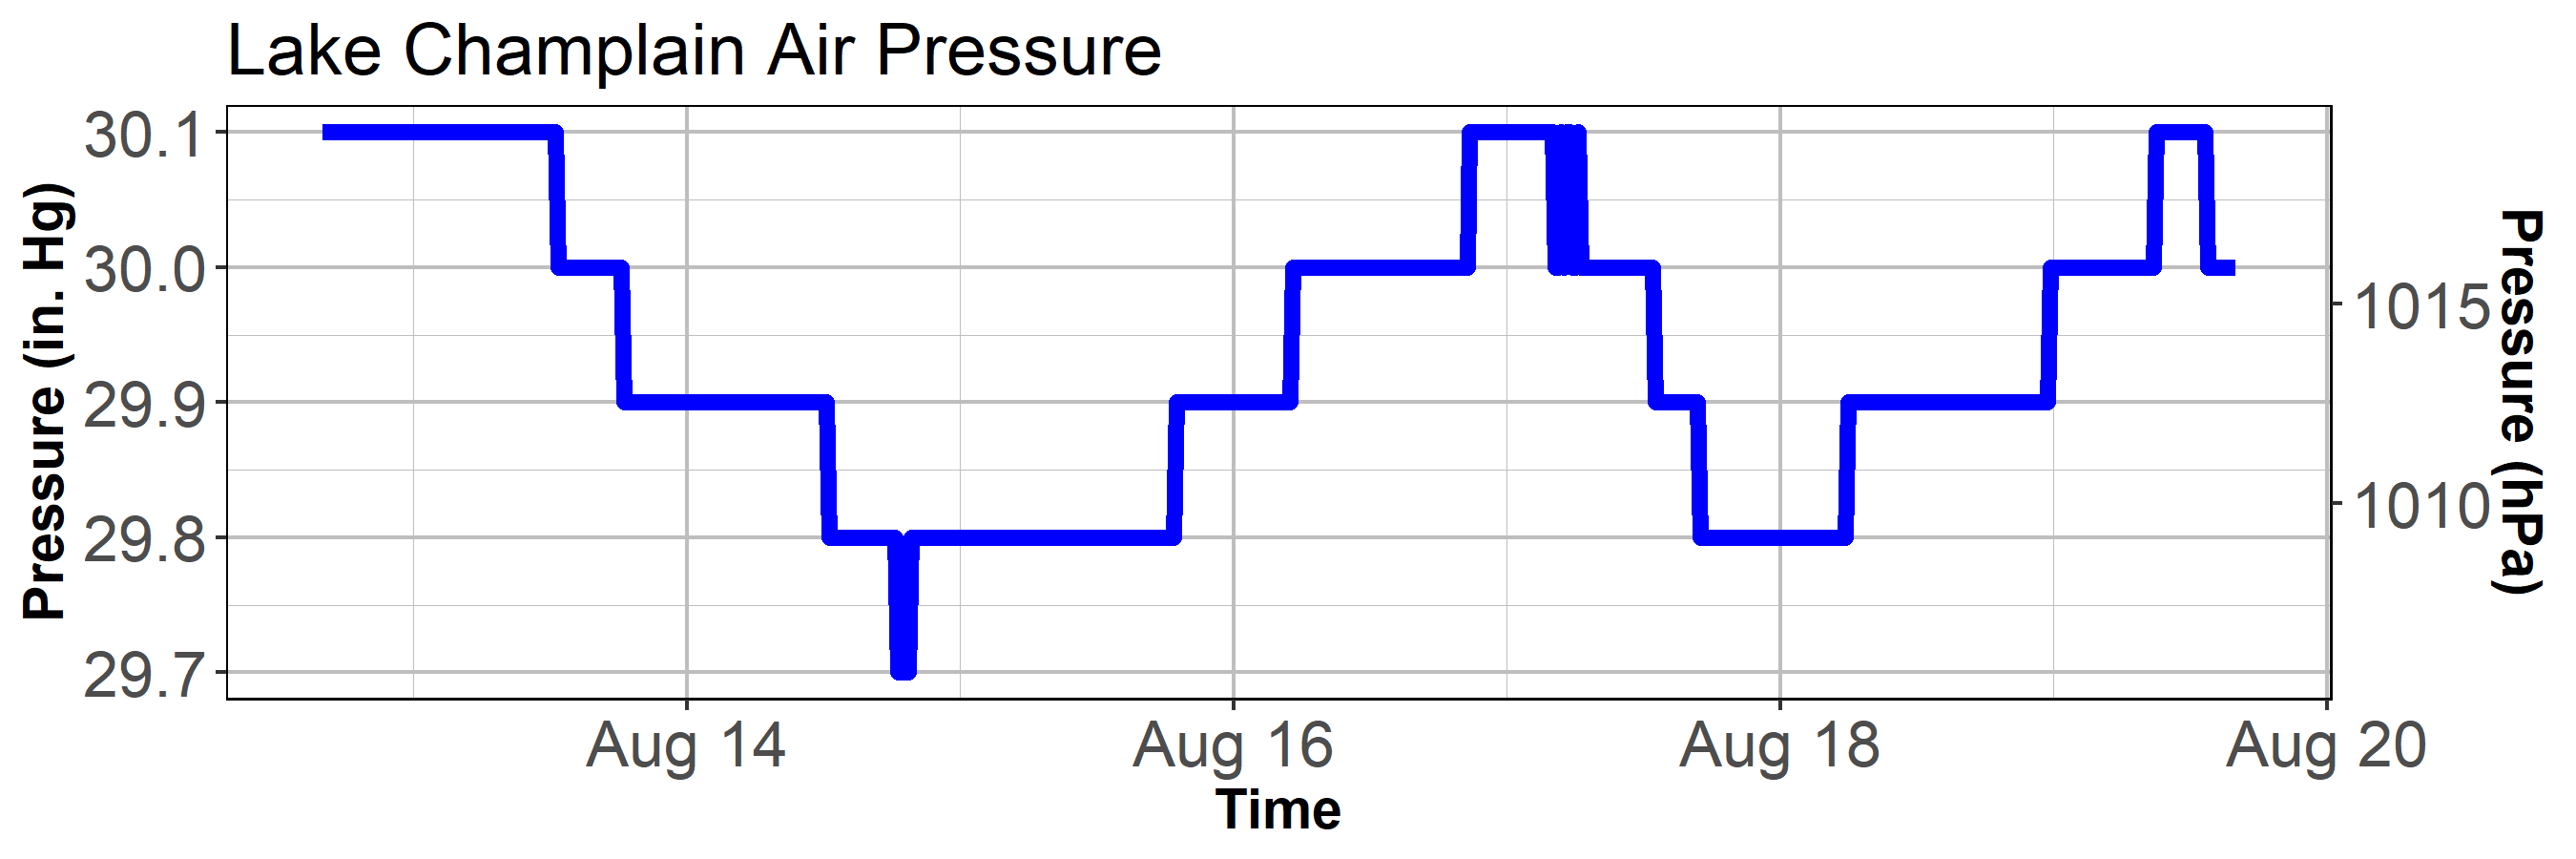 Lake Champlain Air Pressure
30.1
30.0
29.9
29.8
29.7
Pressure (in. Hg)
1015
1010
Pressure (hPa)
Aug 14
Aug 16
Aug 18
Aug 20
Time